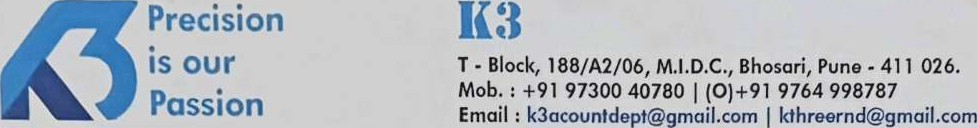 K3
Precision
is our
Passion
K3
T - Block, 188/A2/06, M.I.D.C., Bhosari, Pune - 411 026.
Mob. : +91 97300 40780 | (O)+91 9764 998787
Email : k3acountdept@gmail.com | kthreernd@gmail.com